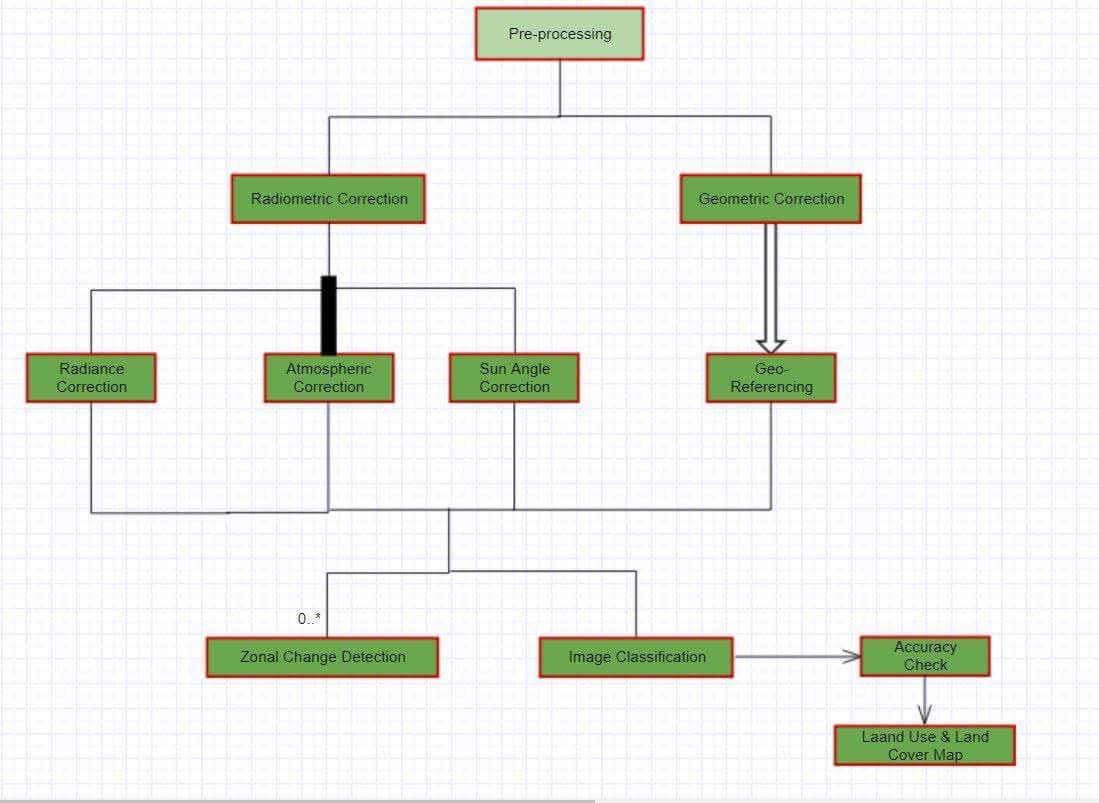 Pre-processing
Radiometric Correction
Geometric Correction
Radiance
Correction
Atmospheric
Correction
Sun Angle
Correction
Geo-
Referencing
0..*
Zonal Change Detection
Image Classification
Accuracy
Check
Laand Use & Land
Cover Map